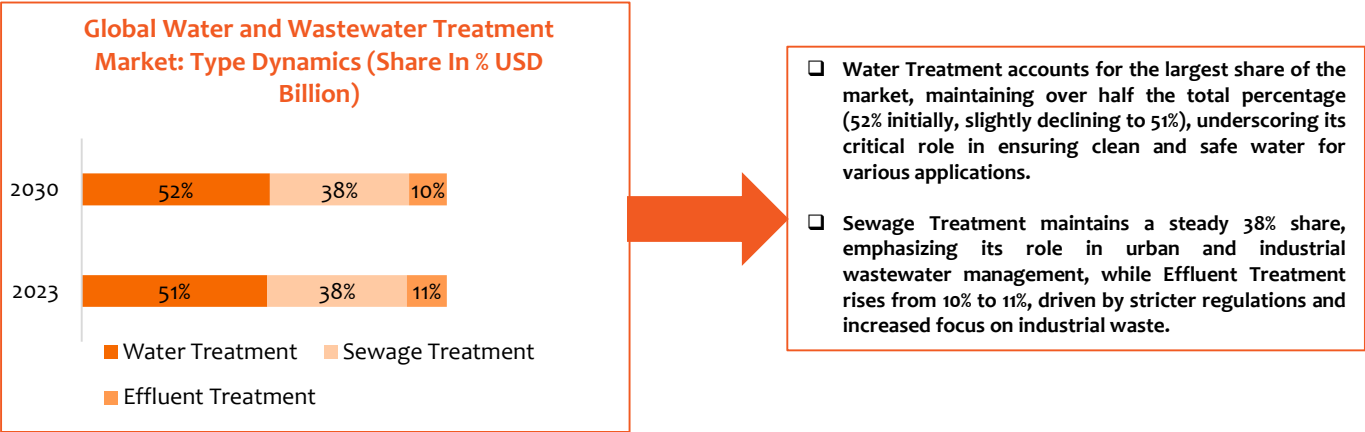 Global Water and Wastewater Treatment
Market: Type Dynamics (Share In % USD
Billion)
2030
52%
38%
10%
2023
51%
38%
11%
Water Treatment
Sewage Treatment
Effluent Treatment
❑ Water Treatment accounts for the largest share of the
market, maintaining over half the total percentage
(52% initially, slightly declining to 51%), underscoring its
critical role in ensuring clean and safe water for
various applications.
❑ Sewage Treatment maintains a steady 38% share,
emphasizing its role in urban and industrial
wastewater management, while Effluent Treatment
rises from 10% to 11%, driven by stricter regulations and
increased focus on industrial waste.